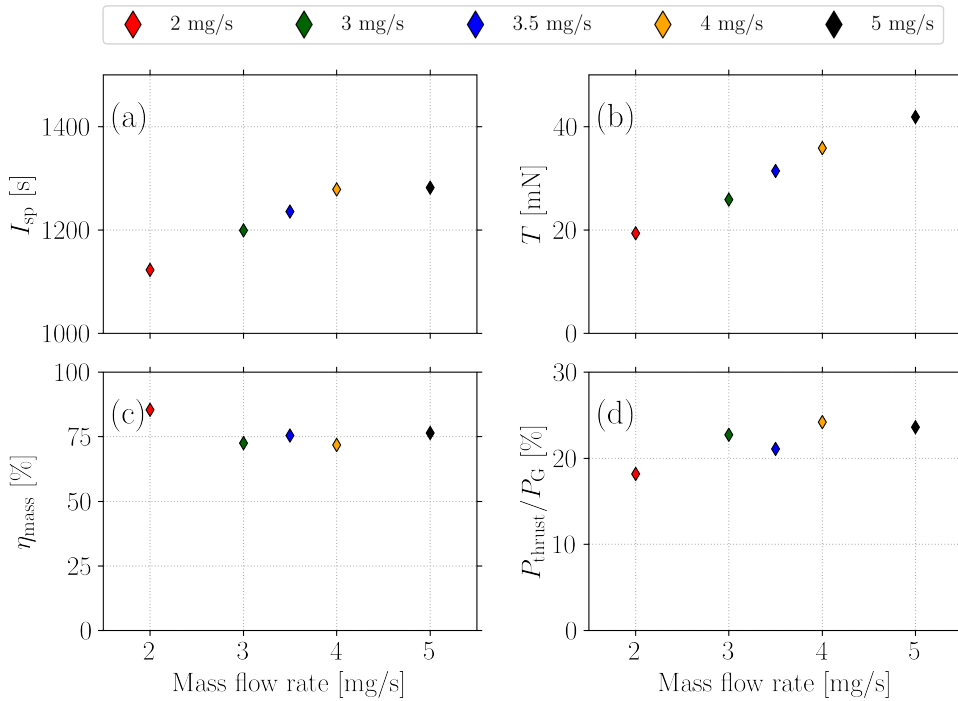 2 mg/s 3 mg/s 3.5 mg/s 4 mg/s 5 mg/s
(a)
1400
1200
1000
I_sp [s]
(b)
40
20
0
T [mN]
(c)
100
75
50
25
0
η_mass [%]
2 3 4 5
Mass flow rate [mg/s]
(d)
30
20
10
0
P_thrust/P_G [%]
2 3 4 5
Mass flow rate [mg/s]